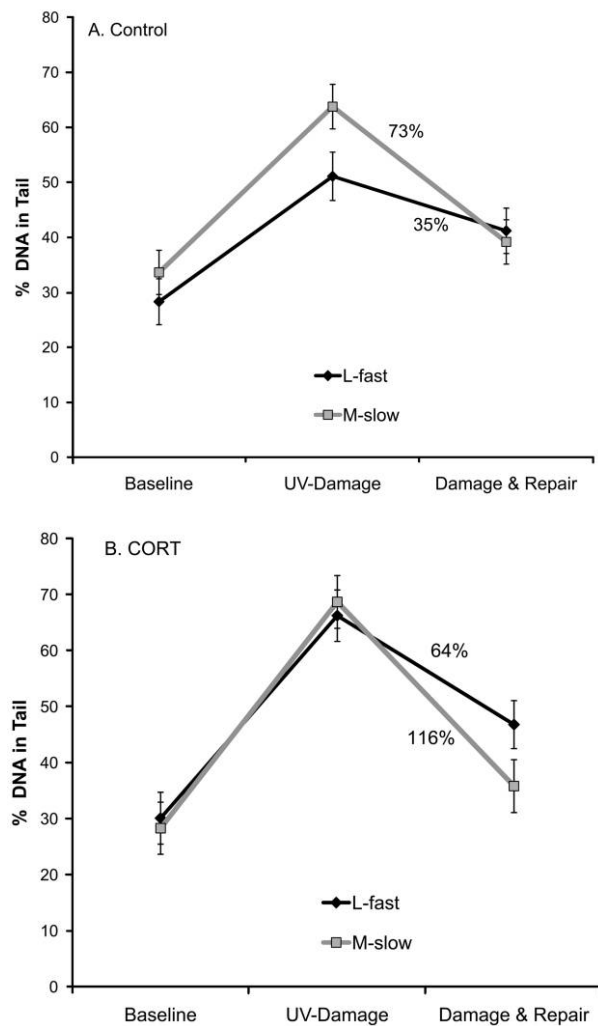 A. Control
80
70
60
50
40
30
20
10
0
% DNA in Tail
73%
35%
L-fast
M-slow
Baseline UV-Damage Damage & Repair
B. CORT
80
70
60
50
40
30
20
10
0
% DNA in Tail
64%
116%
L-fast
M-slow
Baseline UV-Damage Damage & Repair